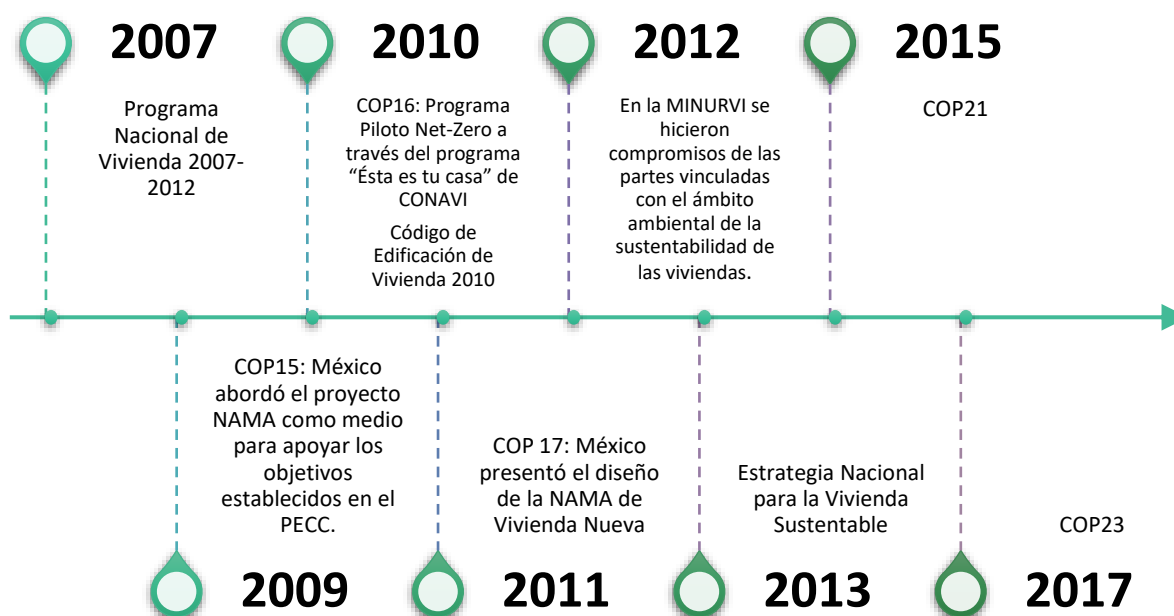 2007
Programa
Nacional de
Vivienda 2007-
2012
2010
COP16: Programa
Piloto Net-Zero a
través del programa
“Ésta es tu casa” de
CONAVI
Código de
Edificación de
Vivienda 2010
2012
En la MINURVI se
hicieron
compromisos de las
partes vinculadas
con el ámbito
ambiental de la
sustentabilidad de
las viviendas.
2015
COP21
COP15: México
abordó el proyecto
NAMA como medio
para apoyar los
objetivos
establecidos en el
PECC.
2009
COP 17: México
presentó el diseño
de la NAMA de
Vivienda Nueva
2011
Estrategia Nacional
para la Vivienda
Sustentable
2013
COP23
2017